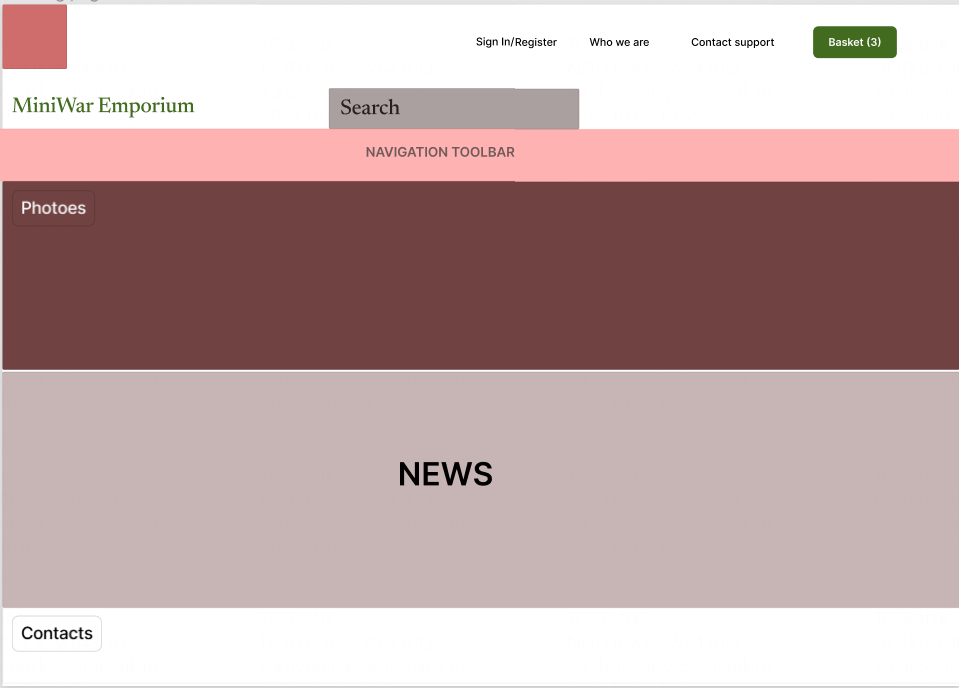 Sign In/Register
Who we are
Contact support
Basket (3)
MiniWar Emporium
Search
NAVIGATION TOOLBAR
Photoes
NEWS
Contacts